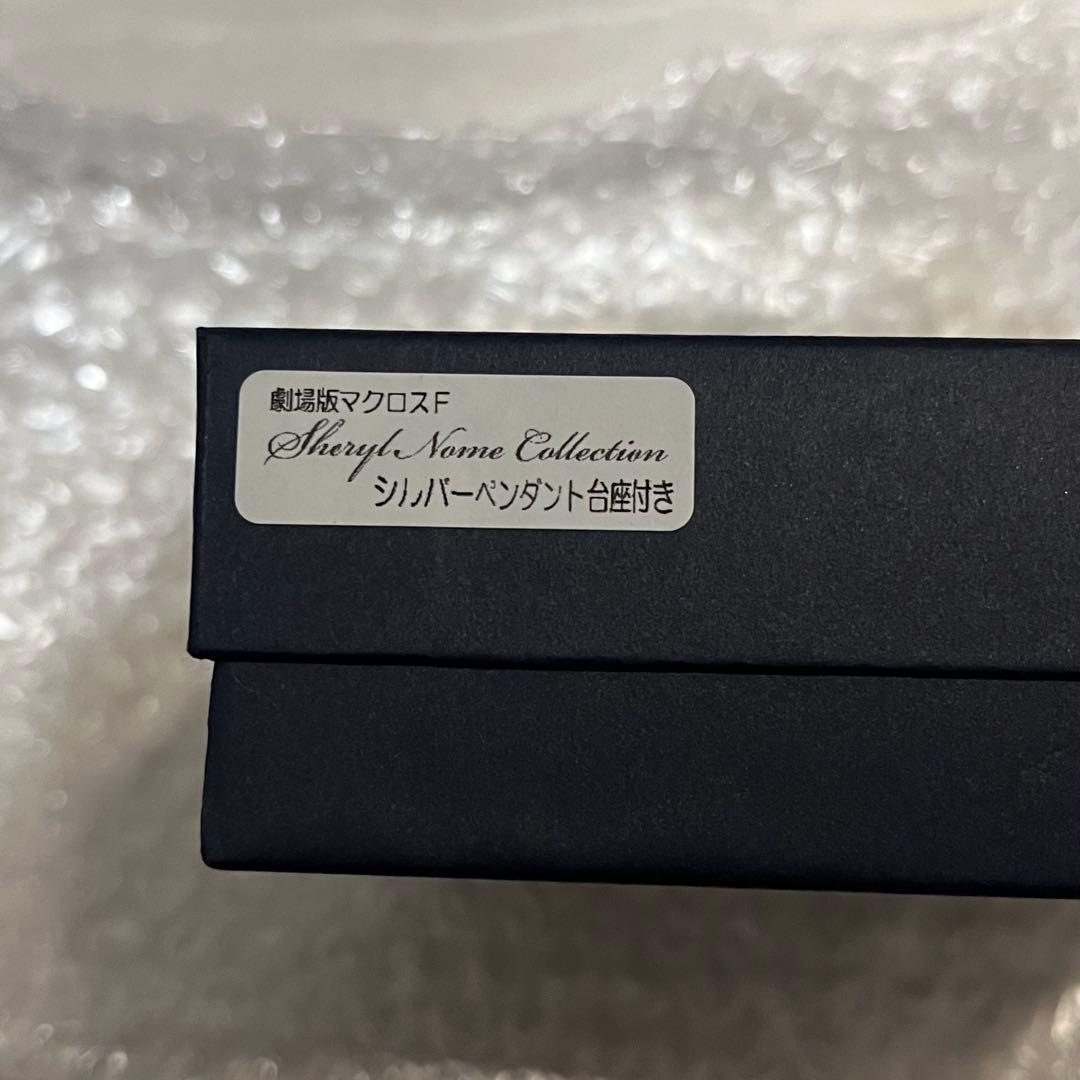 劇場版マクロスF
Sheryl Nome Collection
シルバーペンダント台座付き